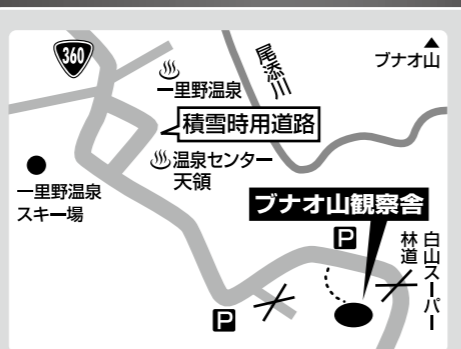 360
一里野温泉
尾添川
ブナオ山
積雪時用道路
温泉センター
天領
一里野温泉
スキー場
ブナオ山観察舎
P
白山スーパー
林道
P